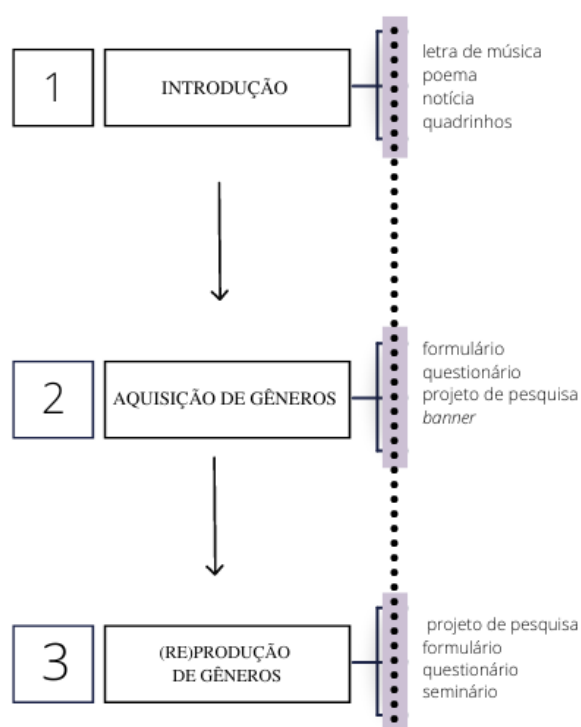 1
INTRODUÇÃO
letra de música
poema
notícia
quadrinhos
2
AQUISIÇÃO DE GÊNEROS
formulário
questionário
projeto de pesquisa
banner
3
(RE)PRODUÇÃO
DE GÊNEROS
projeto de pesquisa
formulário
questionário
seminário